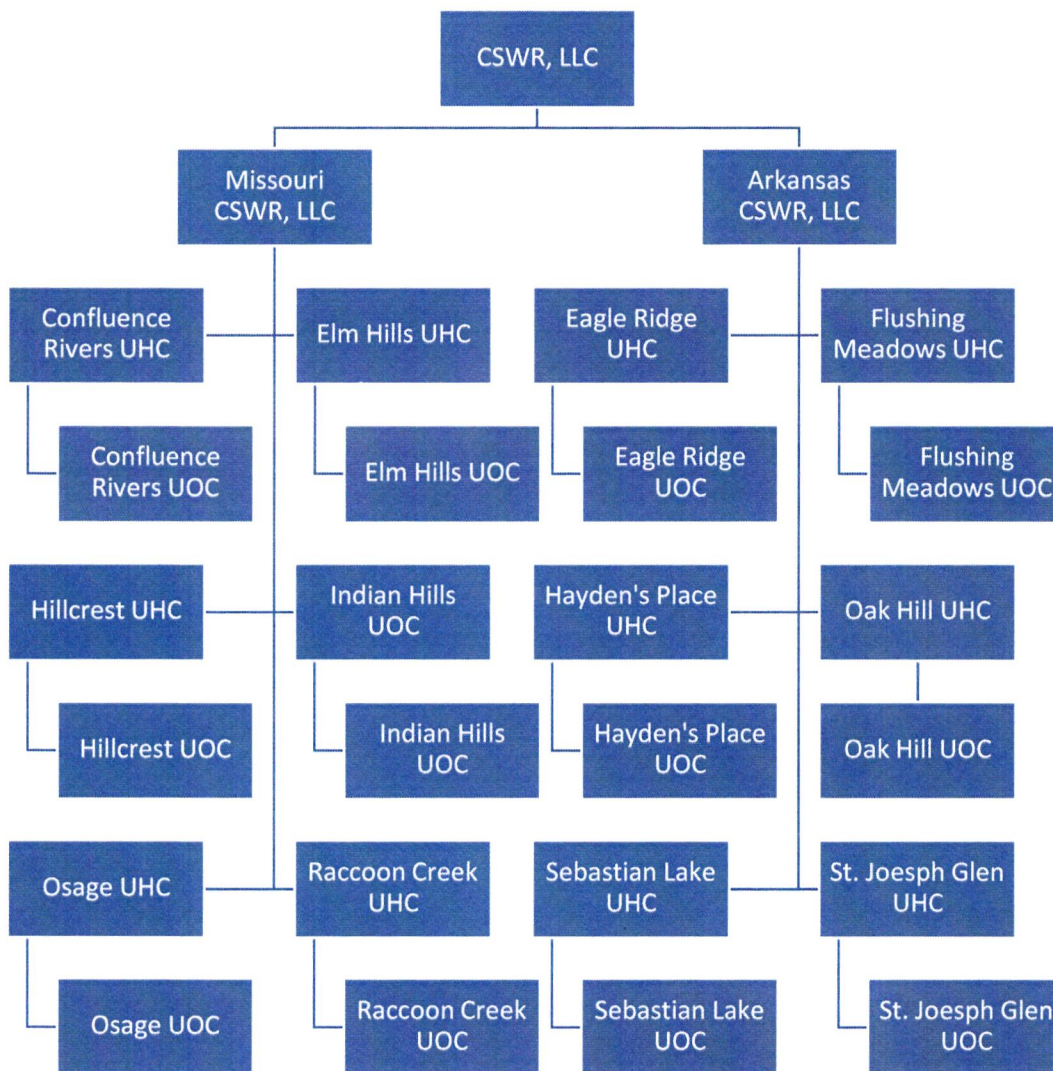 CSWR, LLC
Missouri
CSWR, LLC
Arkansas
CSWR, LLC
Confluence
Rivers UHC
Elm Hills UHC
Eagle Ridge
UHC
Flushing
Meadows UHC
Confluence
Rivers UOC
Elm Hills UOC
Eagle Ridge
UOC
Flushing
Meadows UOC
Hillcrest UHC
Indian Hills
UOC
Hayden's Place
UHC
Oak Hill UHC
Hillcrest UOC
Indian Hills
UOC
Hayden's Place
UOC
Oak Hill UOC
Osage UHC
Raccoon Creek
UHC
Sebastian Lake
UHC
St. Joesph Glen
UHC
Osage UOC
Raccoon Creek
UOC
Sebastian Lake
UOC
St. Joesph Glen
UOC